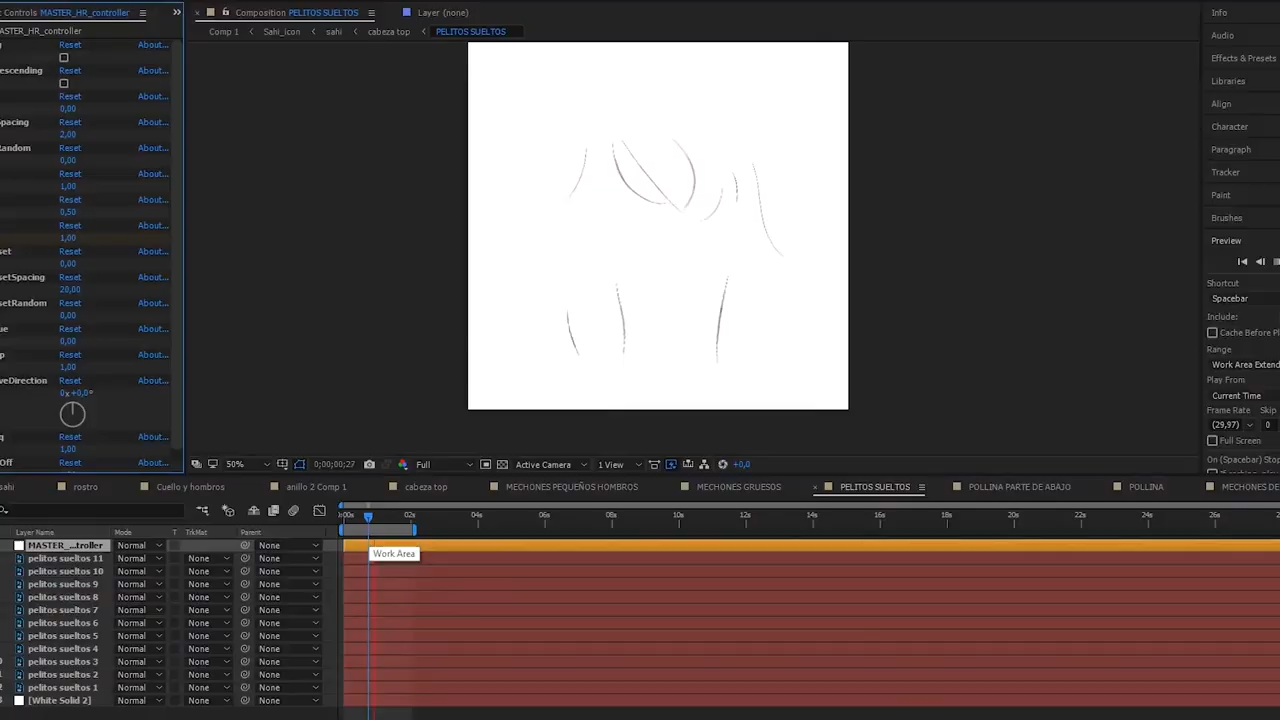 Controls MASTER_HR_controller
Composition PELITOS SUELTOS
Layer (none)
MASTER_HR_controller
Comp 1
Sahi_icon
sahi
cabeza top
PELITOS SUELTOS
Reset About...
escending Reset About...
Reset About...
0,00
pacing Reset About...
2,00
Random Reset About...
0,00
Reset About...
1,00
Reset About...
0,50
Reset About...
1,00
set Reset About...
0,00
setSpacing Reset About...
20,00
setRandom Reset About...
0,00
ue Reset About...
0,00
p Reset About...
1,00
veDirection Reset About...
0x+0,0°
q Reset About...
1,00
Off Reset About...
Info
Audio
Effects & Presets
Libraries
Align
Character
Paragraph
Tracker
Paint
Brushes
Preview
Shortcut
Spacebar
Include:
Cache Before P
Range
Work Area Extend
Play From
Current Time
Frame Rate Skip
(29,97) 0
Full Screen
On (Spacebar) Stop
50%
0;00;00;27
Full
Active Camera
1 View
+0,0
sahi
rostro
Cuello y hombros
anillo 2 Comp 1
cabeza top
MECHONES PEQUEÑOS HOMBROS
MECHONES GRUESOS
PELITOS SUELTOS
POLLINA PARTE DE ABAJO
POLLINA
MECHONES DE
:00s 02s 04s 06s 08s 10s 12s 14s 16s 18s 20s 22s 24s 26s
Layer Name Mode T TrkMat Parent
MASTER_...troller Normal None
Work Area
pelitos sueltos 11 Normal None None
pelitos sueltos 10 Normal None None
pelitos sueltos 9 Normal None None
pelitos sueltos 8 Normal None None
pelitos sueltos 7 Normal None None
pelitos sueltos 6 Normal None None
pelitos sueltos 5 Normal None None
pelitos sueltos 4 Normal None None
pelitos sueltos 3 Normal None None
pelitos sueltos 2 Normal None None
pelitos sueltos 1 Normal None None
[White Solid 2] Normal None None